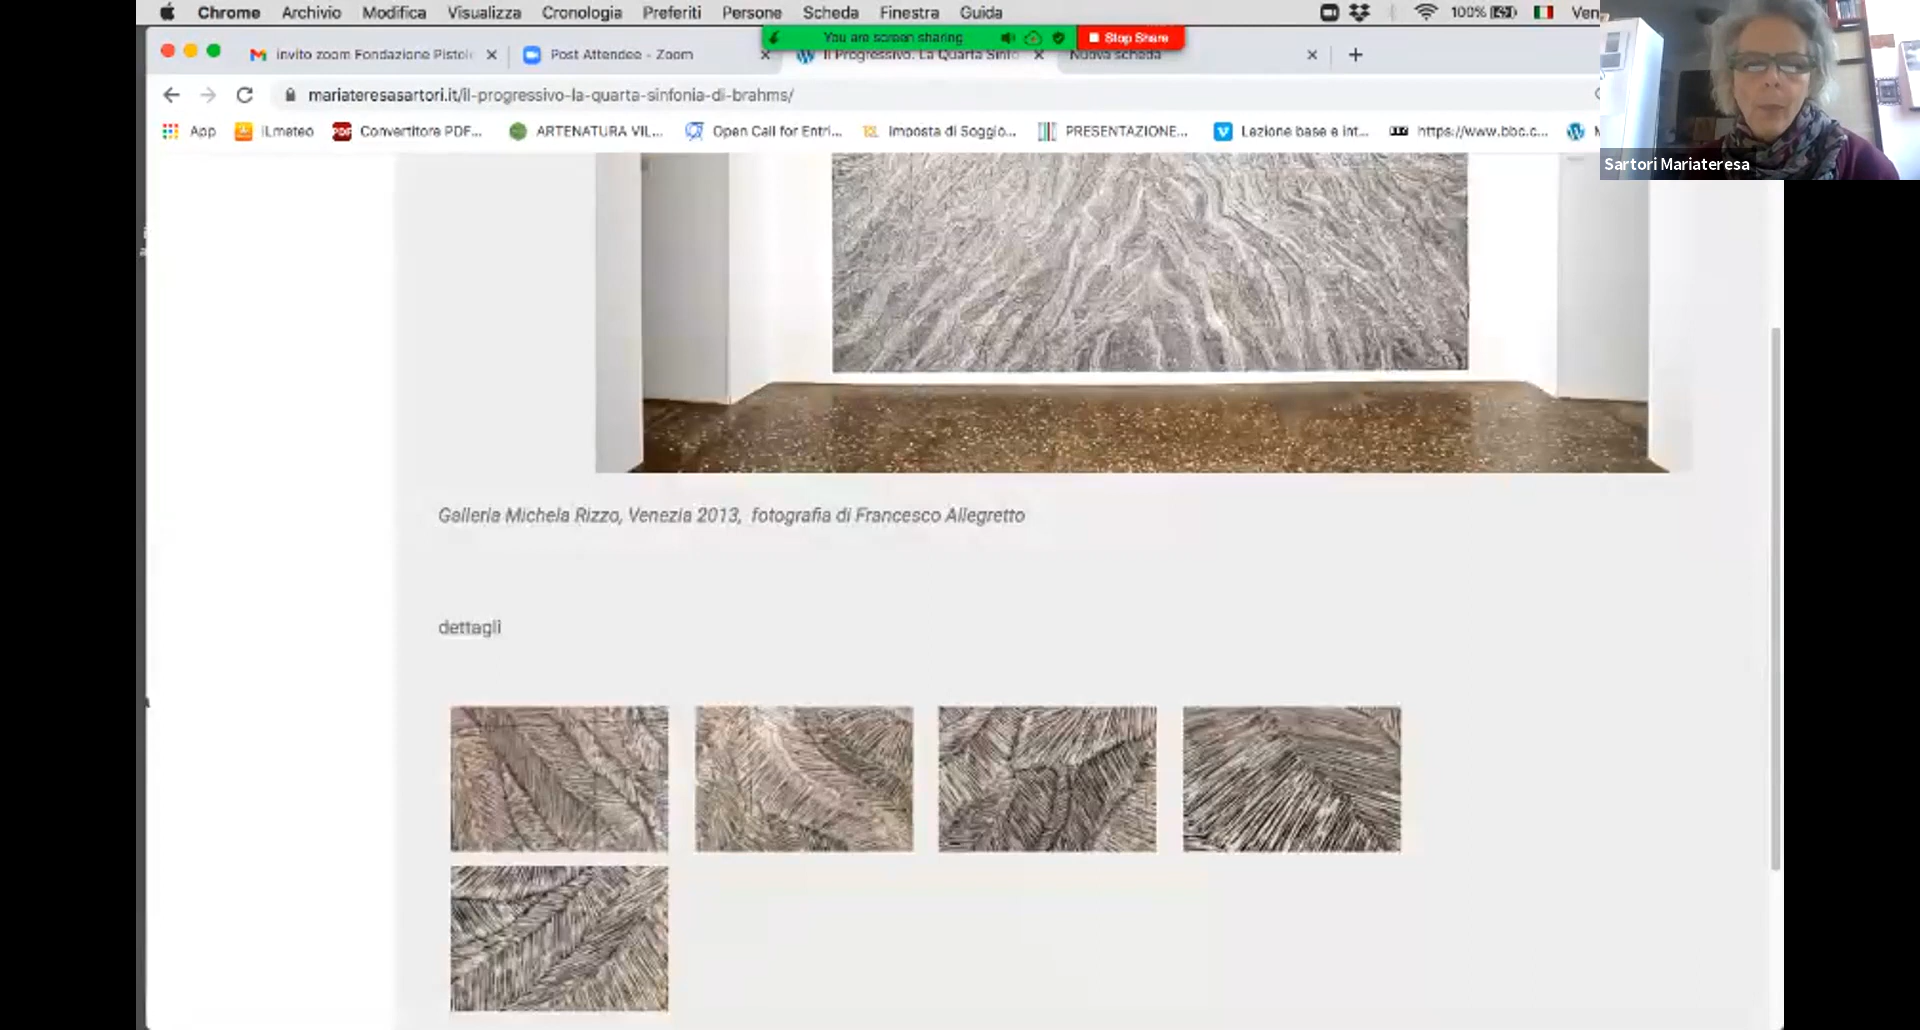 Chrome Archivio Modifica Visualizza Cronologia Preferiti Persone Scheda Finestra Guida 100% Ven
You are screen sharing Stop Share
invito zoom Fondazione Pistol Post Attendee - Zoom Il Progressivo. La Quarta Sinfo Nuova scheda
mariateresasartori.it/il-progressivo-la-quarta-sinfonia-di-brahms/
App iLmeteo PDF Convertitore PDF... ARTENATURA VIL... Open Call for Entri... Imposta di Soggio... PRESENTAZIONE... Lezione base e int... https://www.bbc.c...
Sartori Mariateresa
Galleria Michela Rizzo, Venezia 2013, fotografia di Francesco Allegretto
dettagli